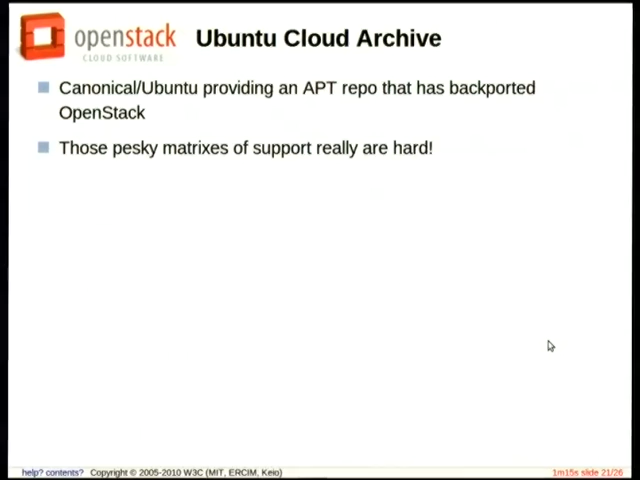 openstack
CLOUD SOFTWARE
Ubuntu Cloud Archive
Canonical/Ubuntu providing an APT repo that has backported
OpenStack
Those pesky matrixes of support really are hard!
help? contents? Copyright © 2005-2010 W3C (MIT, ERCIM, Keio)
1m15s slide 21/26